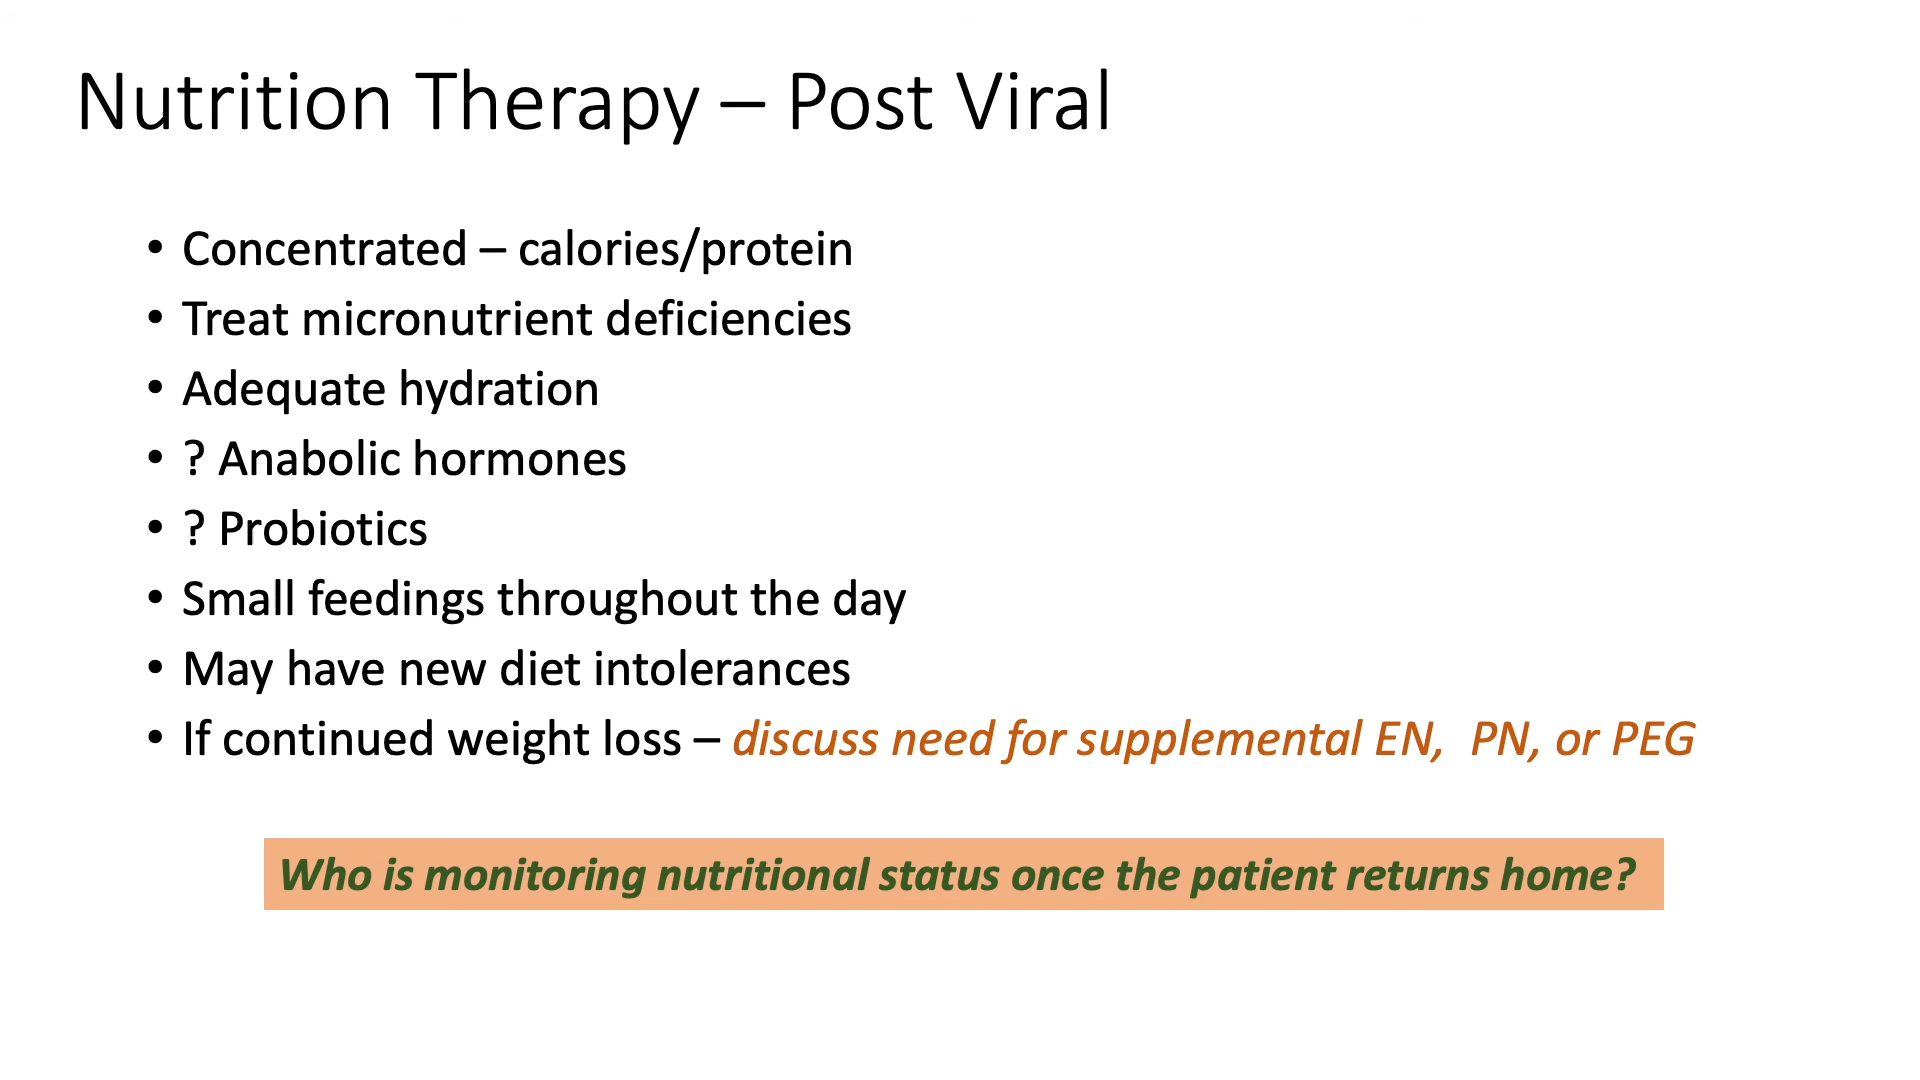 Nutrition Therapy – Post Viral
• Concentrated – calories/protein
• Treat micronutrient deficiencies
• Adequate hydration
• ? Anabolic hormones
• ? Probiotics
• Small feedings throughout the day
• May have new diet intolerances
• If continued weight loss – discuss need for supplemental EN,  PN, or PEG
Who is monitoring nutritional status once the patient returns home?